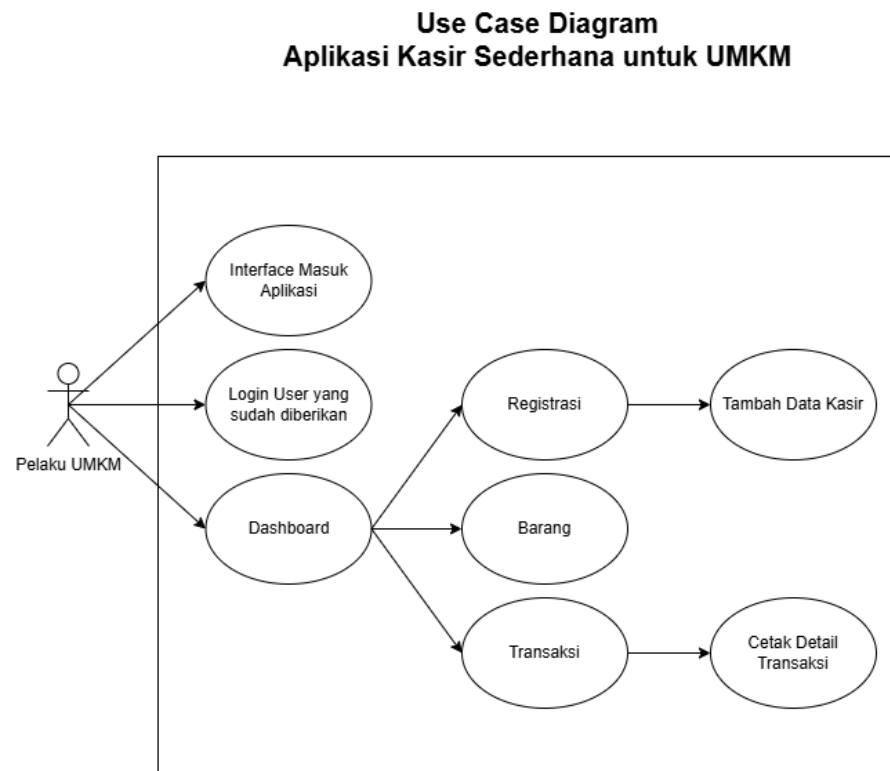 Use Case Diagram
Aplikasi Kasir Sederhana untuk UMKM
Interface Masuk
Aplikasi
Login User yang
sudah diberikan
Registrasi
Tambah Data Kasir
Pelaku UMKM
Dashboard
Barang
Transaksi
Cetak Detail
Transaksi